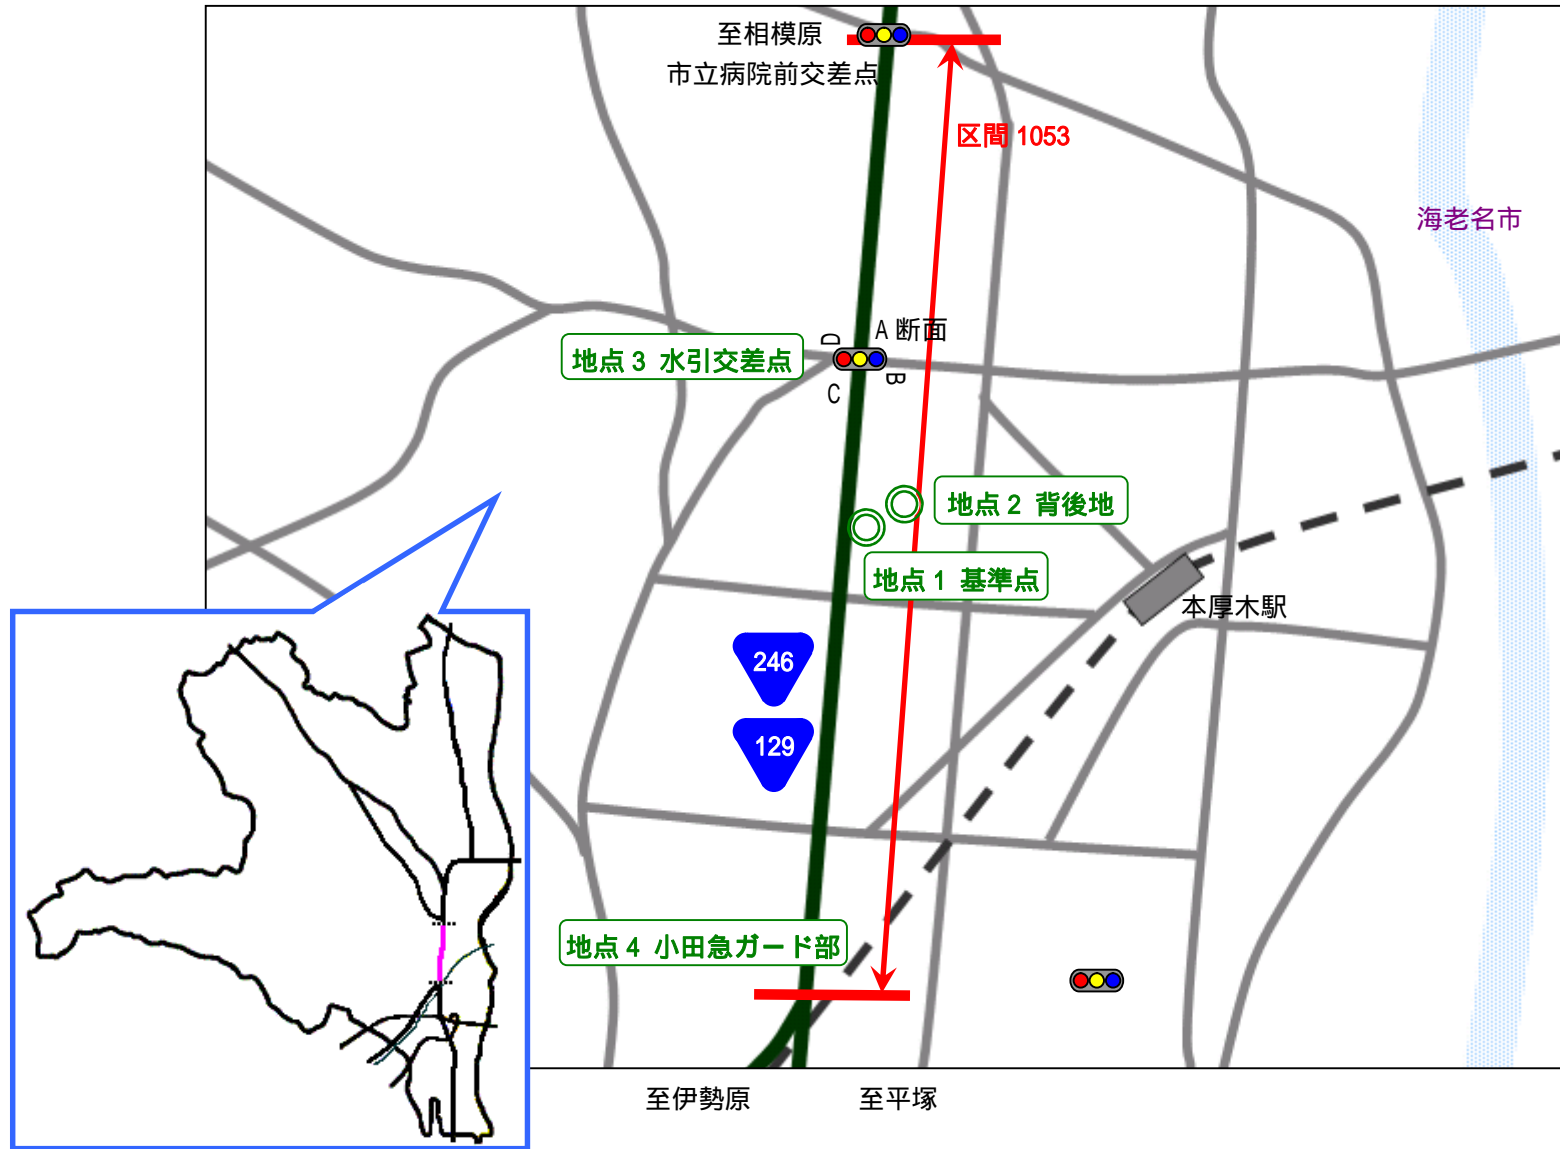 至相模原
市立病院前交差点
区間 1053
海老名市
A 断面
D
地点 3 水引交差点
B
C
地点 2 背後地
地点 1 基準点
本厚木駅
246
129
地点 4 小田急ガード部
至伊勢原
至平塚